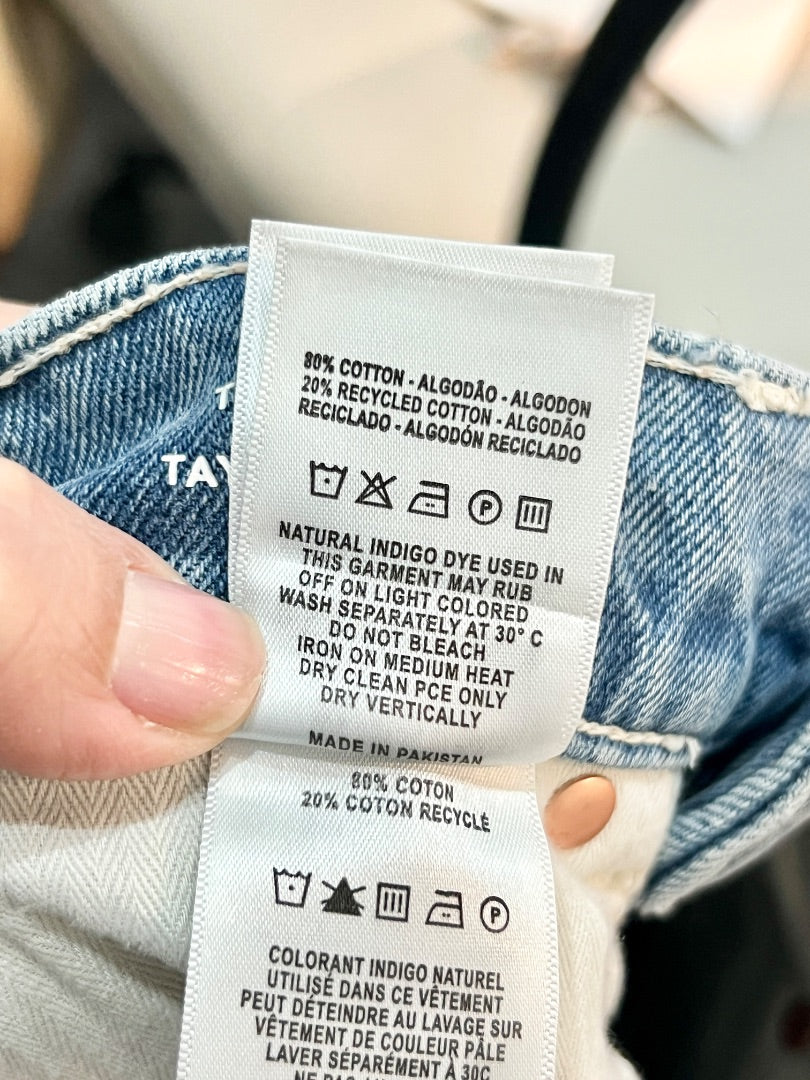 T
TAY
80% COTTON - ALGODÃO - ALGODON
20% RECYCLED COTTON - ALGODÃO
RECICLADO - ALGODÓN RECICLADO
P
NATURAL INDIGO DYE USED IN
THIS GARMENT MAY RUB
OFF ON LIGHT COLORED
WASH SEPARATELY AT 30° C
DO NOT BLEACH
IRON ON MEDIUM HEAT
DRY CLEAN PCE ONLY
DRY VERTICALLY
MADE IN PAKISTAN
80% COTON
20% COTON RECYCLÉ
P
COLORANT INDIGO NATUREL
UTILISÉ DANS CE VÊTEMENT
PEUT DÉTEINDRE AU LAVAGE SUR
VÊTEMENT DE COULEUR PÂLE
LAVER SÉPARÉMENT À 30C
NE PAS